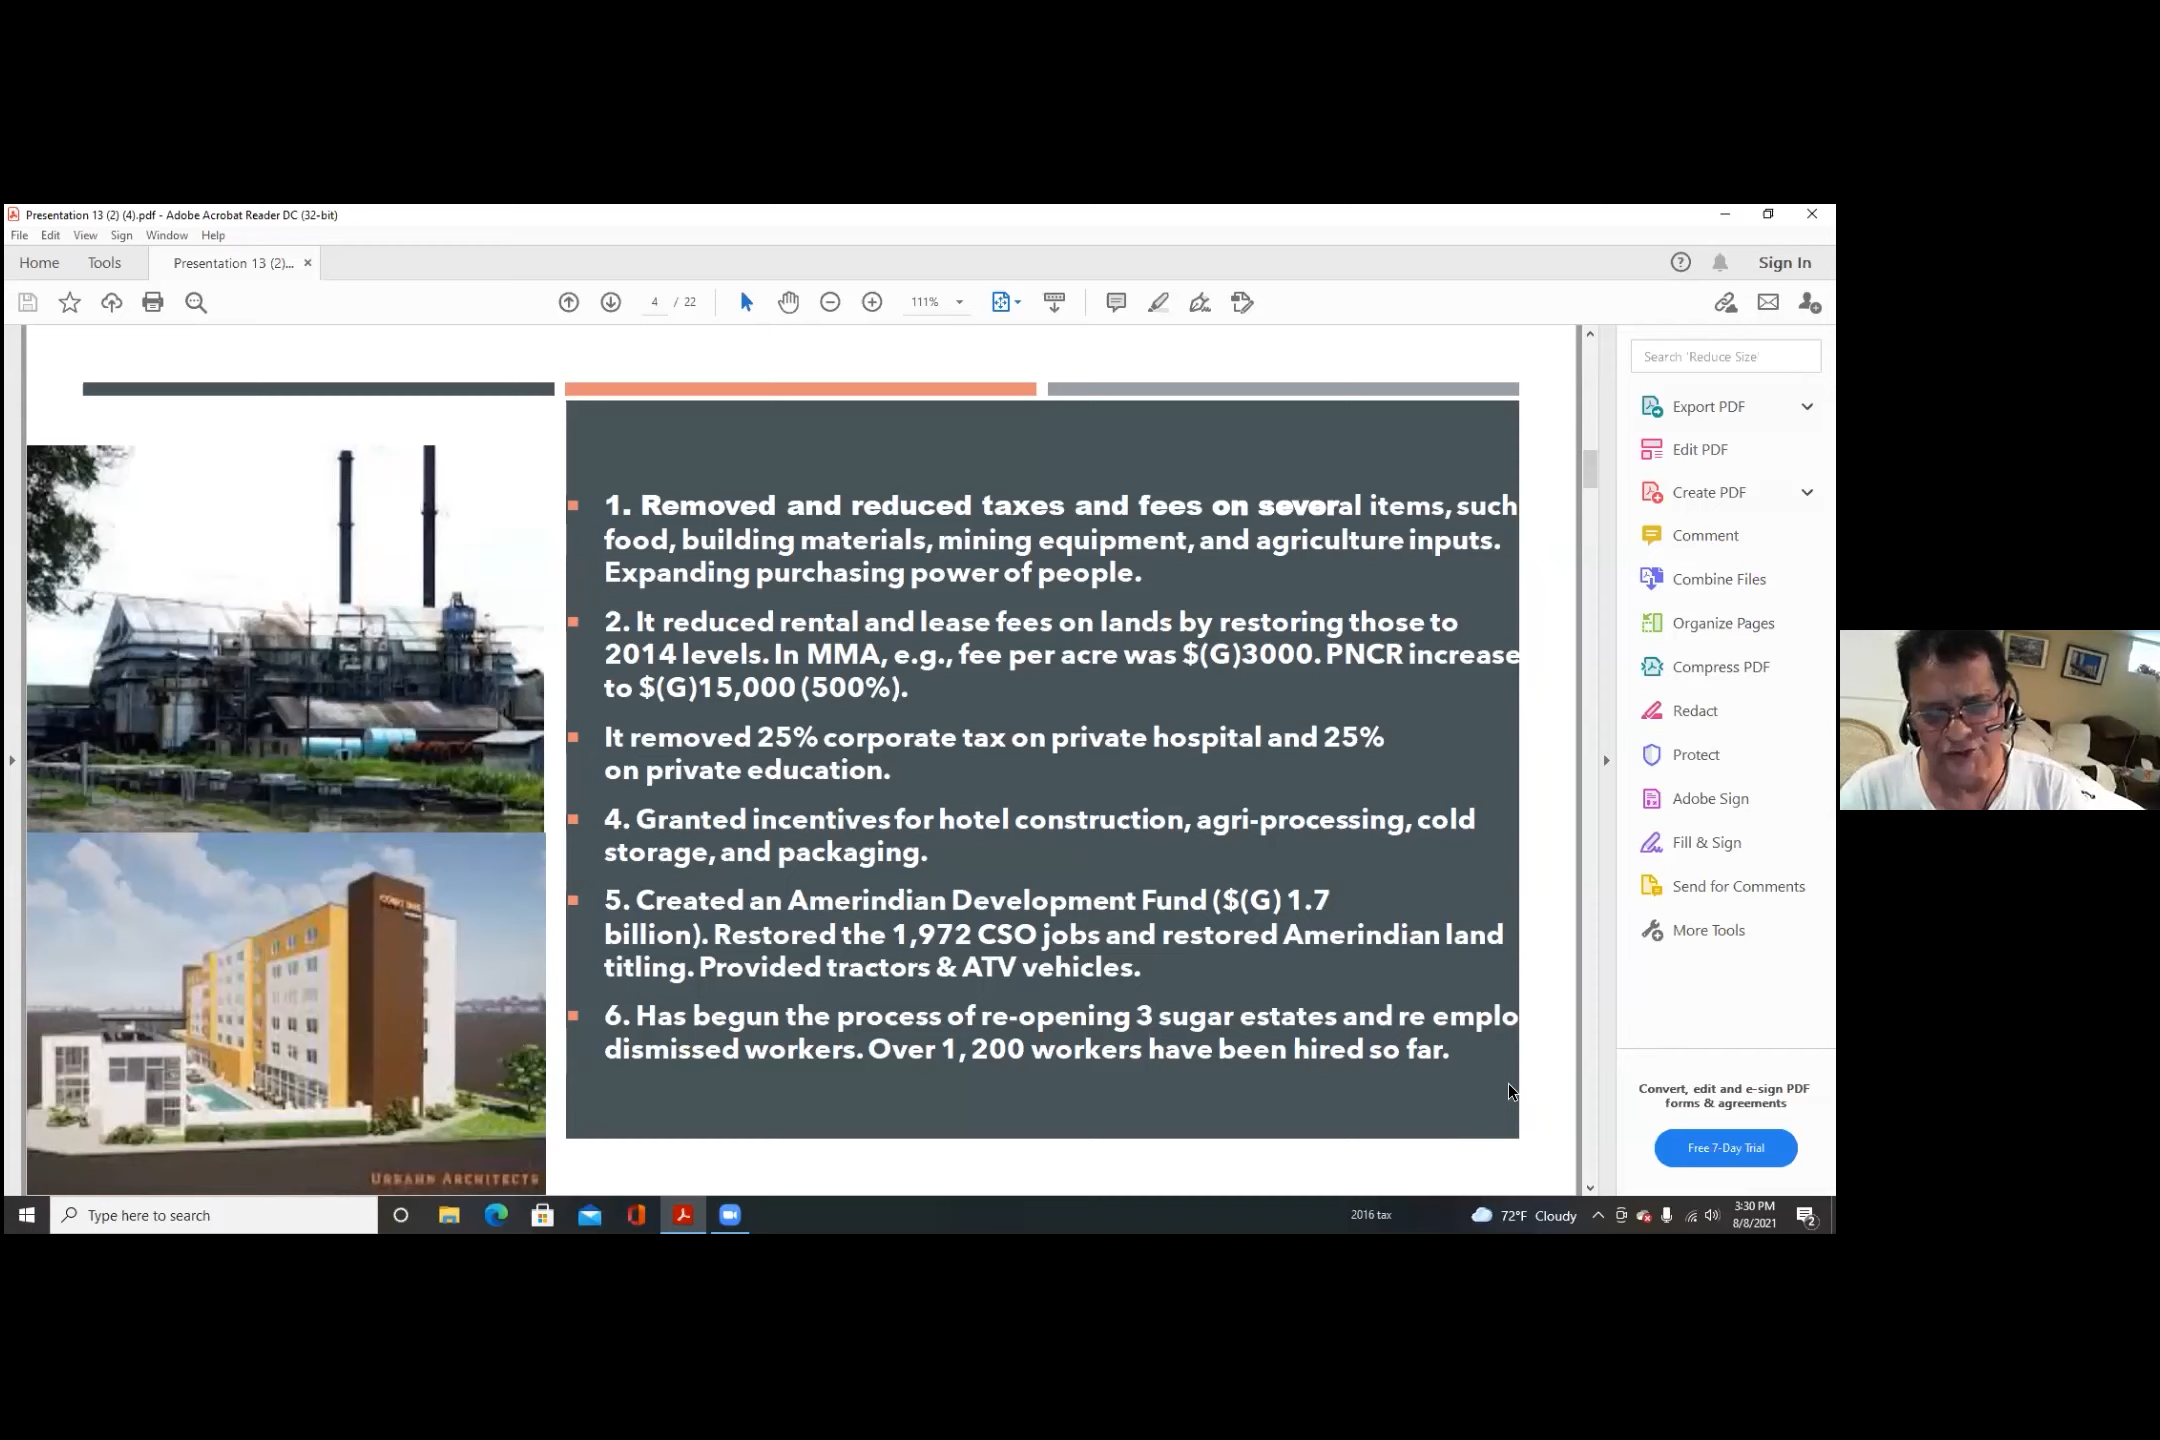 Presentation 13 (2) (4).pdf - Adobe Acrobat Reader DC (32-bit)
File Edit View Sign Window Help
Home Tools Presentation 13 (2)... × Sign In
4 / 22 111%
Search 'Reduce Size'
Export PDF
Edit PDF
Create PDF
Comment
Combine Files
Organize Pages
Compress PDF
Redact
Protect
Adobe Sign
Fill & Sign
Send for Comments
More Tools
Convert, edit and e-sign PDF
forms & agreements
Free 7-Day Trial
1. Removed and reduced taxes and fees on several items, such
food, building materials, mining equipment, and agriculture inputs.
Expanding purchasing power of people.
2. It reduced rental and lease fees on lands by restoring those to
2014 levels. In MMA, e.g., fee per acre was $(G)3000. PNCR increase
to $(G)15,000 (500%).
It removed 25% corporate tax on private hospital and 25%
on private education.
4. Granted incentives for hotel construction, agri-processing, cold
storage, and packaging.
5. Created an Amerindian Development Fund ($(G) 1.7
billion). Restored the 1,972 CSO jobs and restored Amerindian land
titling. Provided tractors & ATV vehicles.
6. Has begun the process of re-opening 3 sugar estates and re emplo
dismissed workers. Over 1, 200 workers have been hired so far.
URBAHN ARCHITECTS
Type here to search
2016 tax
72°F Cloudy
3:30 PM
8/8/2021
2